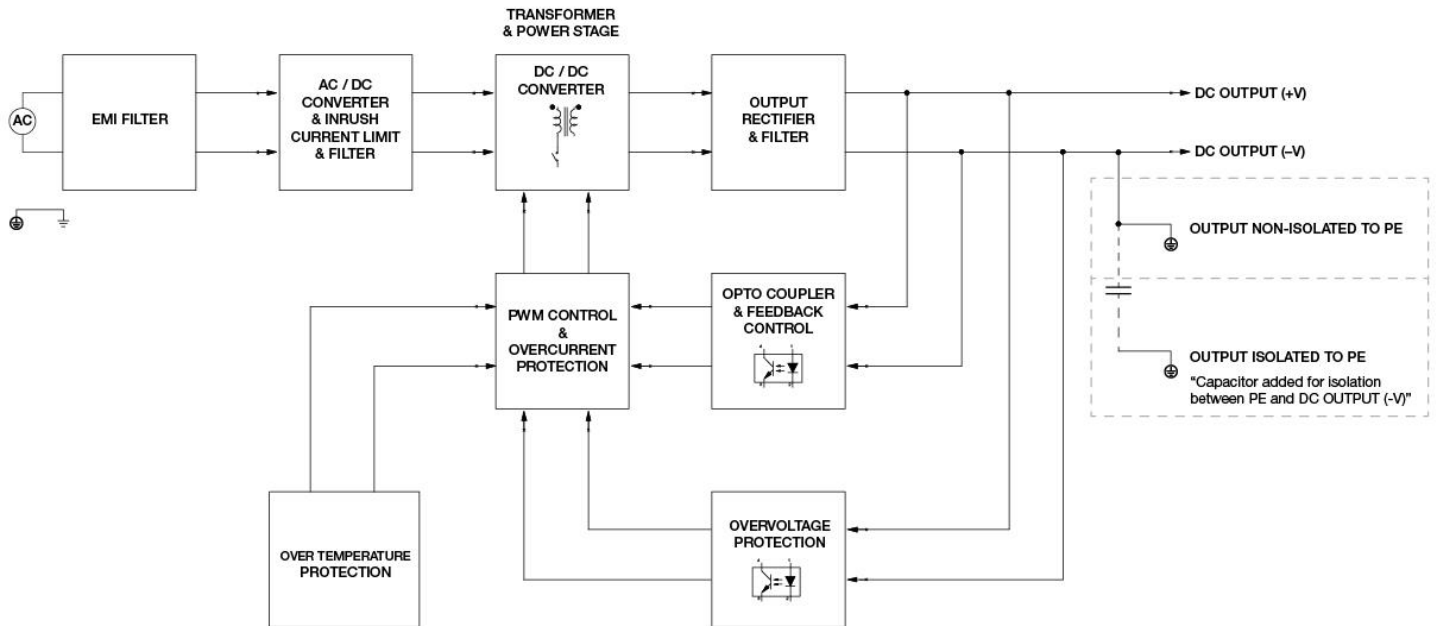 TRANSFORMER
& POWER STAGE
AC
EMI FILTER
AC / DC
CONVERTER
& INRUSH
CURRENT LIMIT
& FILTER
DC / DC
CONVERTER
OUTPUT
RECTIFIER
& FILTER
DC OUTPUT (+V)
DC OUTPUT (–V)
OUTPUT NON-ISOLATED TO PE
PWM CONTROL
&
OVERCURRENT
PROTECTION
OPTO COUPLER
& FEEDBACK
CONTROL
OUTPUT ISOLATED TO PE
"Capacitor added for isolation
between PE and DC OUTPUT (-V)"
OVER TEMPERATURE
PROTECTION
OVERVOLTAGE
PROTECTION